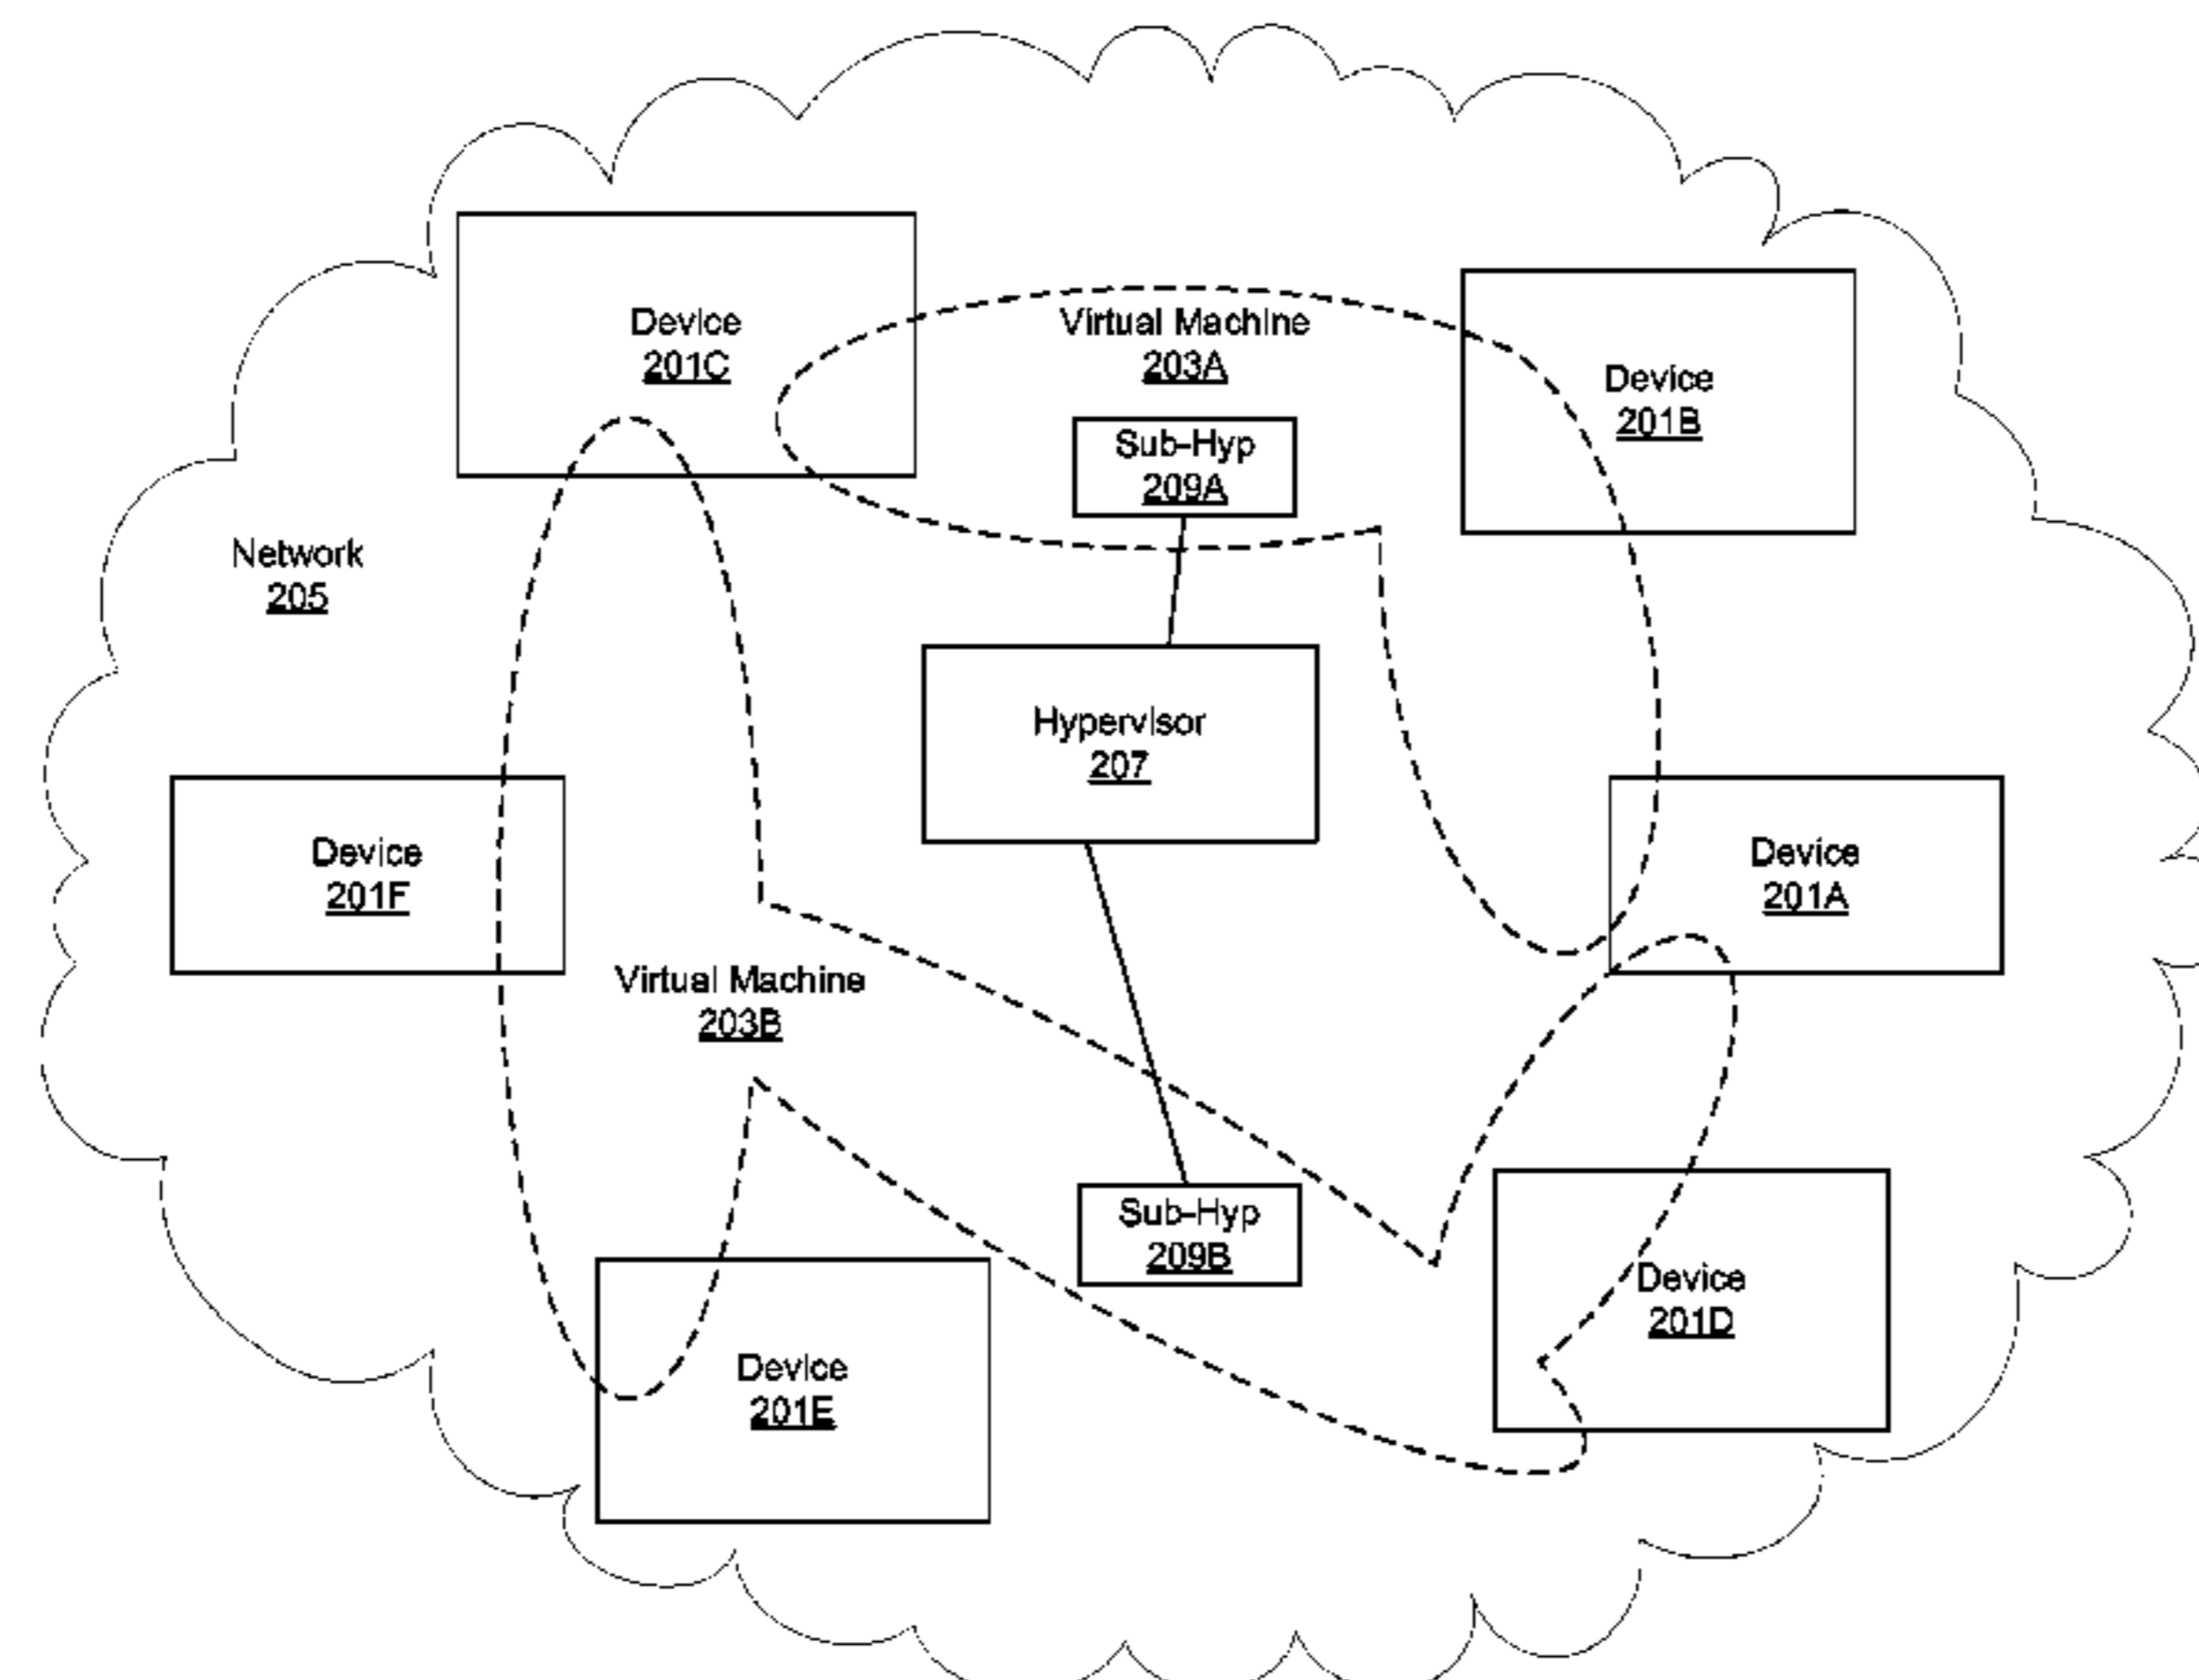 Device
201C
Virtual Machine
203A
Device
201B
Sub-Hyp
209A
Network
205
Hypervisor
207
Device
201F
Device
201A
Virtual Machine
203B
Sub-Hyp
209B
Device
201D
Device
201E